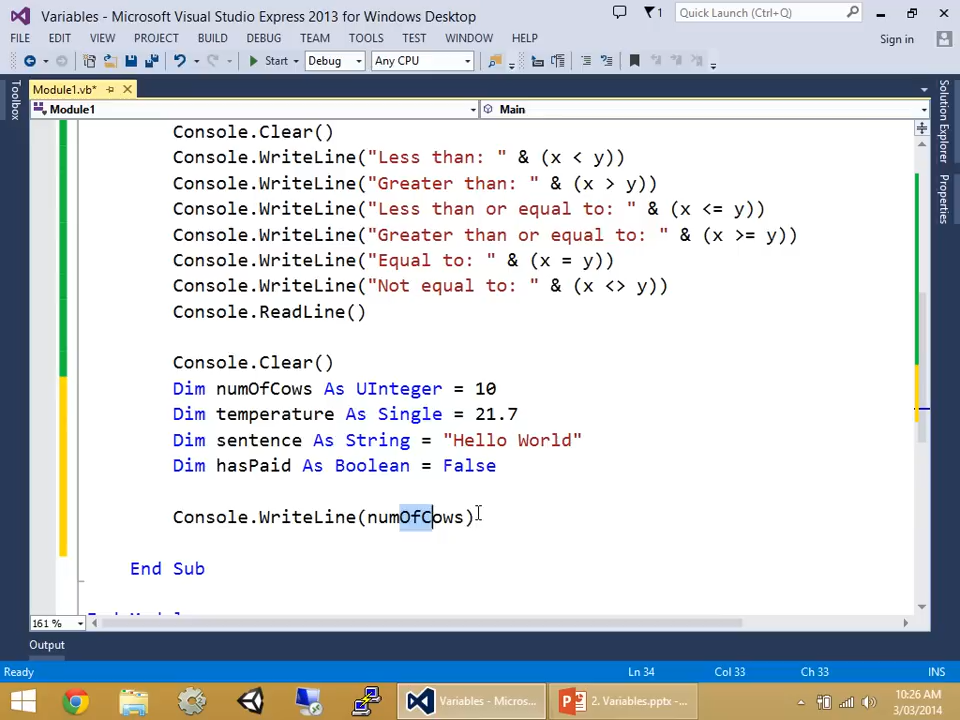 Variables - Microsoft Visual Studio Express 2013 for Windows Desktop
1
Quick Launch (Ctrl+Q)
FILE EDIT VIEW PROJECT BUILD DEBUG TEAM TOOLS TEST WINDOW HELP
Sign in
Start Debug Any CPU
Toolbox
Module1.vb*
Module1 Main
Solution Explorer
Properties
Console.Clear()
Console.WriteLine("Less than: " & (x < y))
Console.WriteLine("Greater than: " & (x > y))
Console.WriteLine("Less than or equal to: " & (x <= y))
Console.WriteLine("Greater than or equal to: " & (x >= y))
Console.WriteLine("Equal to: " & (x = y))
Console.WriteLine("Not equal to: " & (x <> y))
Console.ReadLine()
Console.Clear()
Dim numOfCows As UInteger = 10
Dim temperature As Single = 21.7
Dim sentence As String = "Hello World"
Dim hasPaid As Boolean = False
Console.WriteLine(numOfCows)
End Sub
161 %
Output
Ready Ln 34 Col 33 Ch 33 INS
Variables - Micros... 2. Variables.pptx - ... 10:26 AM
3/03/2014